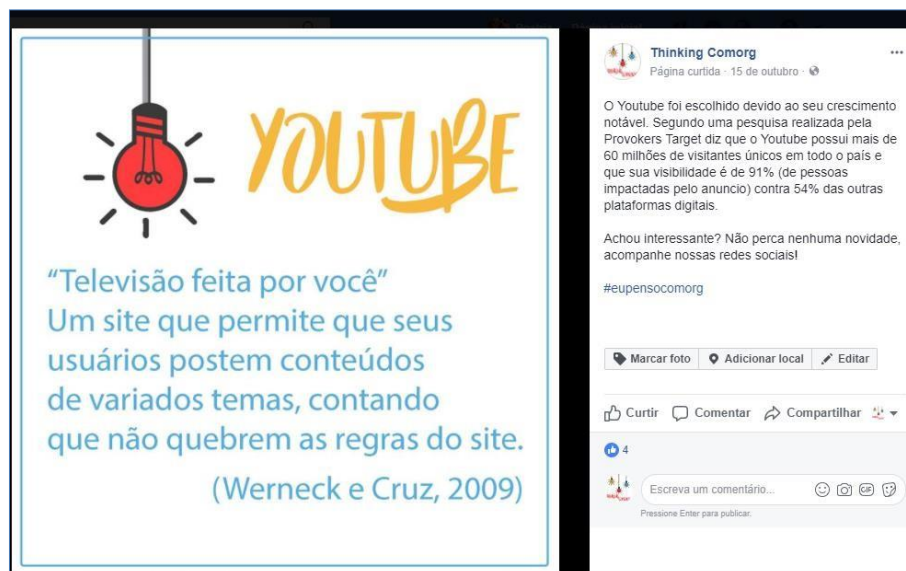 YOUTUBE
“Televisão feita por você”
Um site que permite que seus
usuários postem conteúdos
de variados temas, contando
que não quebrem as regras do site.
(Werneck e Cruz, 2009)
Thinking Comorg
Página curtida · 15 de outubro ·
O Youtube foi escolhido devido ao seu crescimento
notável. Segundo uma pesquisa realizada pela
Provokers Target diz que o Youtube possui mais de
60 milhões de visitantes únicos em todo o país e
que sua visibilidade é de 91% (de pessoas
impactadas pelo anuncio) contra 54% das outras
plataformas digitais.
Achou interessante? Não perca nenhuma novidade,
acompanhe nossas redes sociais!
#eupensocomorg
Marcar foto Adicionar local Editar
Curtir Comentar Compartilhar
4
Escreva um comentário... GIF
Pressione Enter para publicar.